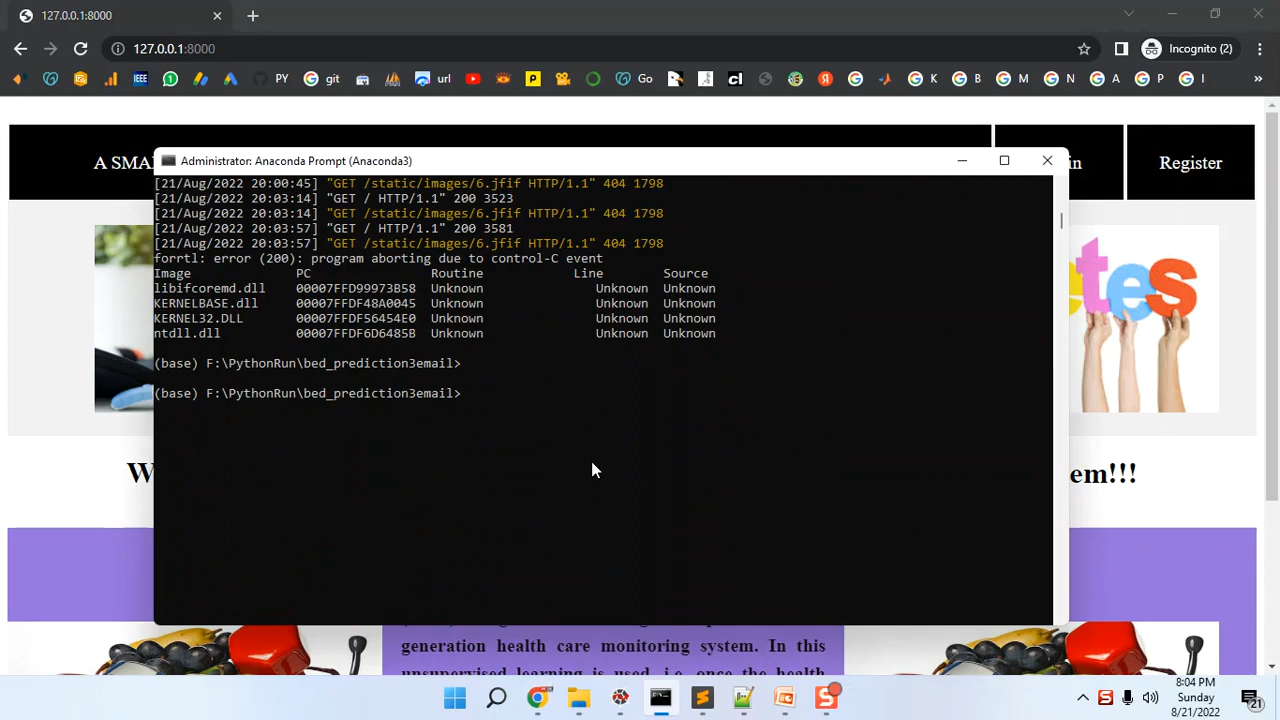 127.0.0.1:8000
127.0.0.1:8000
Incognito (2)
IEEE
PY
git
url
Go
P
cl
Я
K
B
M
N
A
P
I
»
A SMA
in
Register
Administrator: Anaconda Prompt (Anaconda3)
[21/Aug/2022 20:00:45] "GET /static/images/6.jfif HTTP/1.1" 404 1798
[21/Aug/2022 20:03:14] "GET / HTTP/1.1" 200 3523
[21/Aug/2022 20:03:14] "GET /static/images/6.jfif HTTP/1.1" 404 1798
[21/Aug/2022 20:03:57] "GET / HTTP/1.1" 200 3581
[21/Aug/2022 20:03:57] "GET /static/images/6.jfif HTTP/1.1" 404 1798
forrtl: error (200): program aborting due to control-C event
Image PC Routine Line Source
libifcoremd.dll 00007FFD99973B58 Unknown Unknown Unknown
KERNELBASE.dll 00007FFDF48A0045 Unknown Unknown Unknown
KERNEL32.DLL 00007FFDF56454E0 Unknown Unknown Unknown
ntdll.dll 00007FFDF6D6485B Unknown Unknown Unknown
(base) F:\PythonRun\bed_prediction3email>
(base) F:\PythonRun\bed_prediction3email>
tes
W
em!!!
generation health care monitoring system. In this
unsupervised learning is used, i.e. once the health
8:04 PM
Sunday
8/21/2022
21